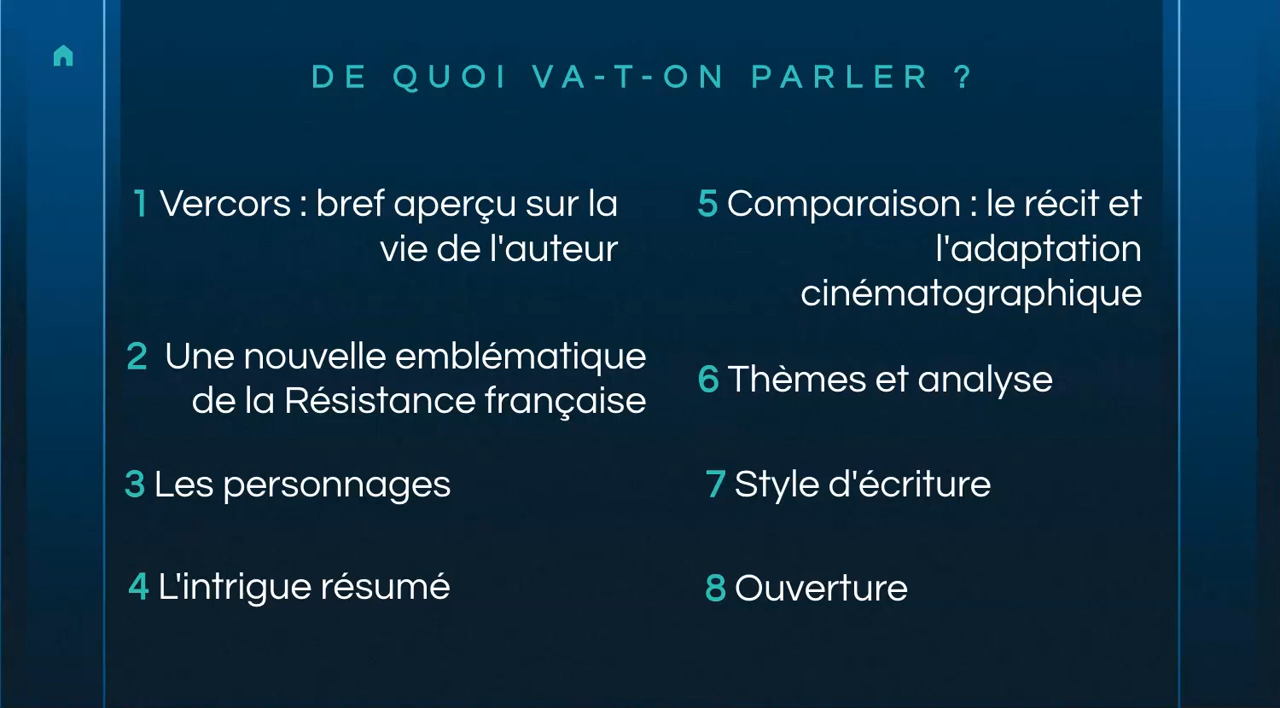 DE QUOI VA-T-ON PARLER ?
1 Vercors : bref aperçu sur la
vie de l'auteur
2 Une nouvelle emblématique
de la Résistance française
3 Les personnages
4 L'intrigue résumé
5 Comparaison : le récit et
l'adaptation
cinématographique
6 Thèmes et analyse
7 Style d'écriture
8 Ouverture